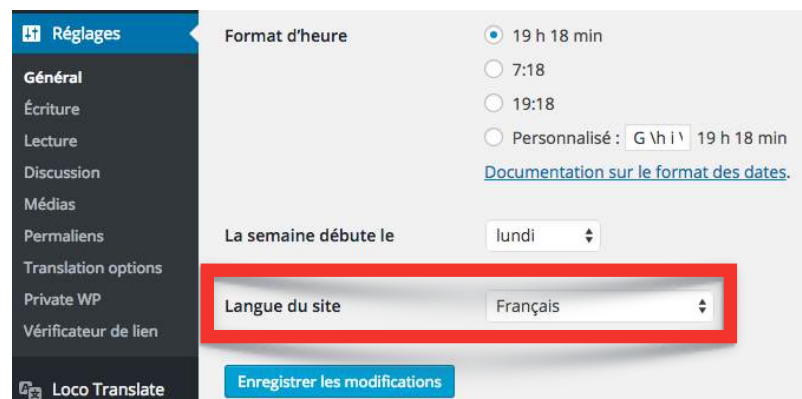 Réglages
Général
Écriture
Lecture
Discussion
Médias
Permaliens
Translation options
Private WP
Vérificateur de lien
Loco Translate
Format d’heure
19 h 18 min
7:18
19:18
Personnalisé : G \h i \ 19 h 18 min
Documentation sur le format des dates.
La semaine débute le lundi
Langue du site Français
Enregistrer les modifications